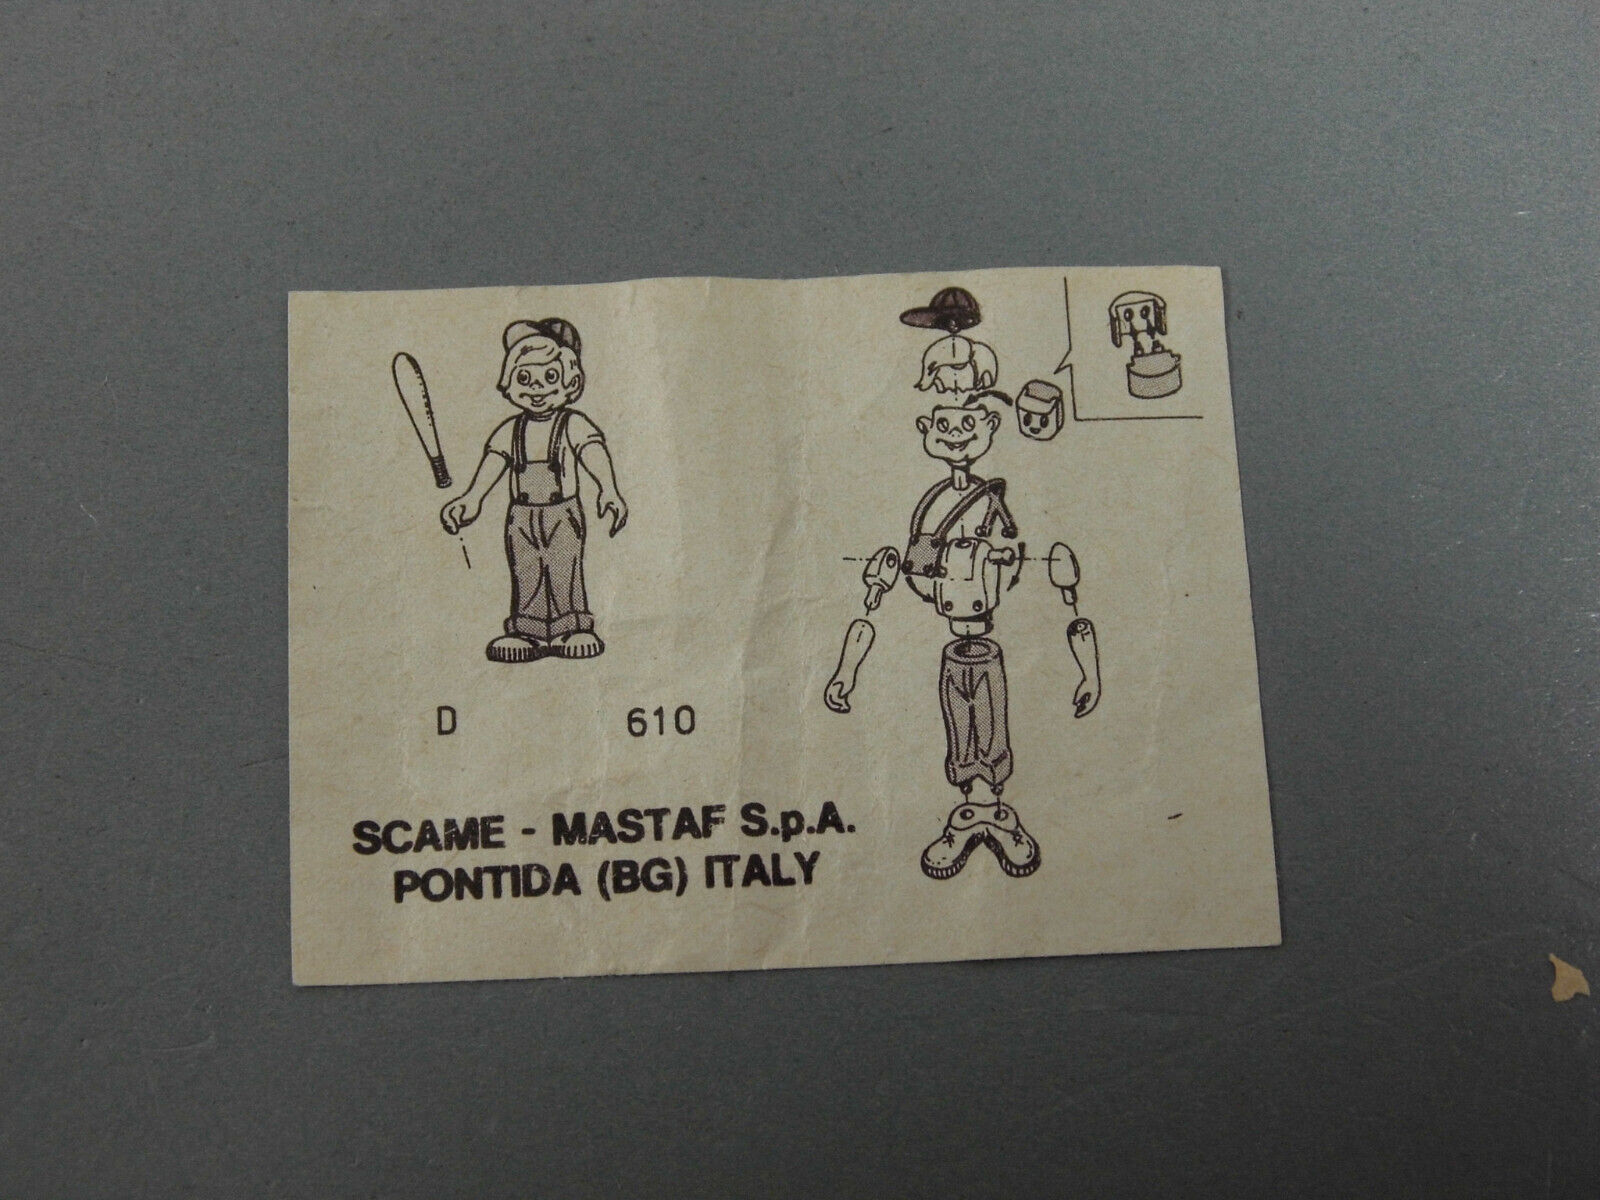 D 610
SCAME - MASTAF S.p.A.
PONTIDA (BG) ITALY